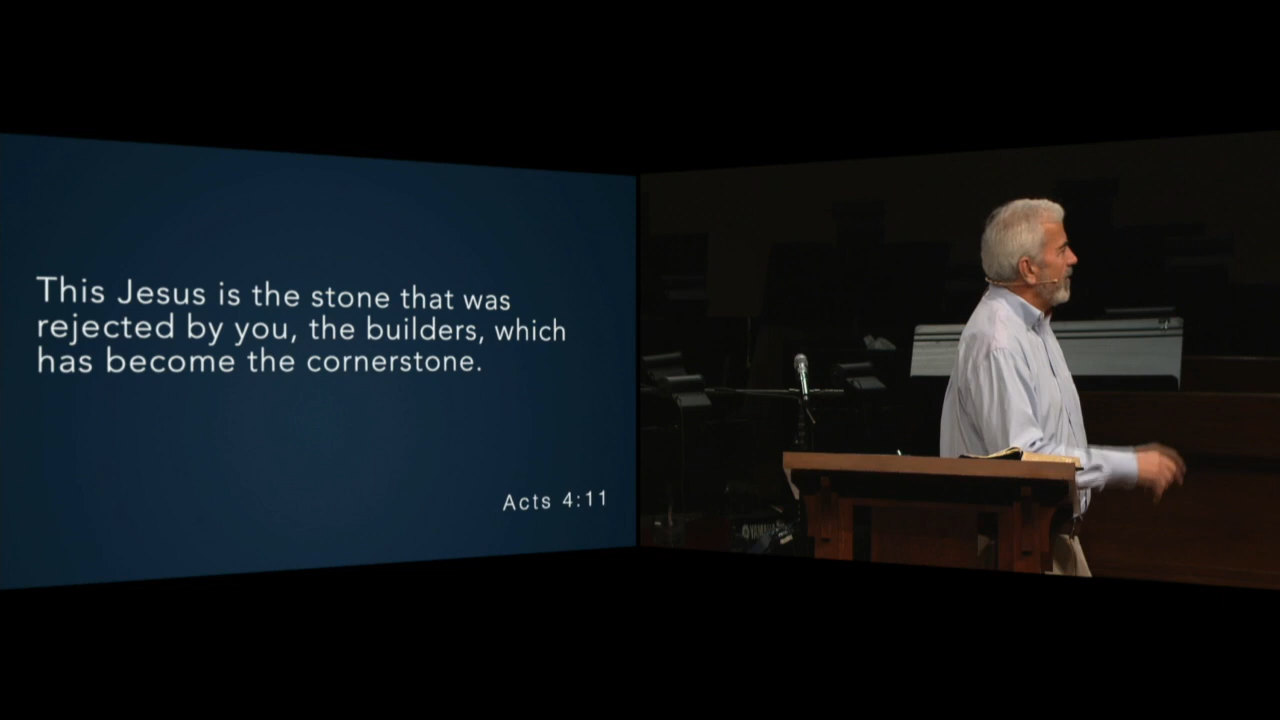 This Jesus is the stone that was
rejected by you, the builders, which
has become the cornerstone.
Acts 4:11
YAMAHA